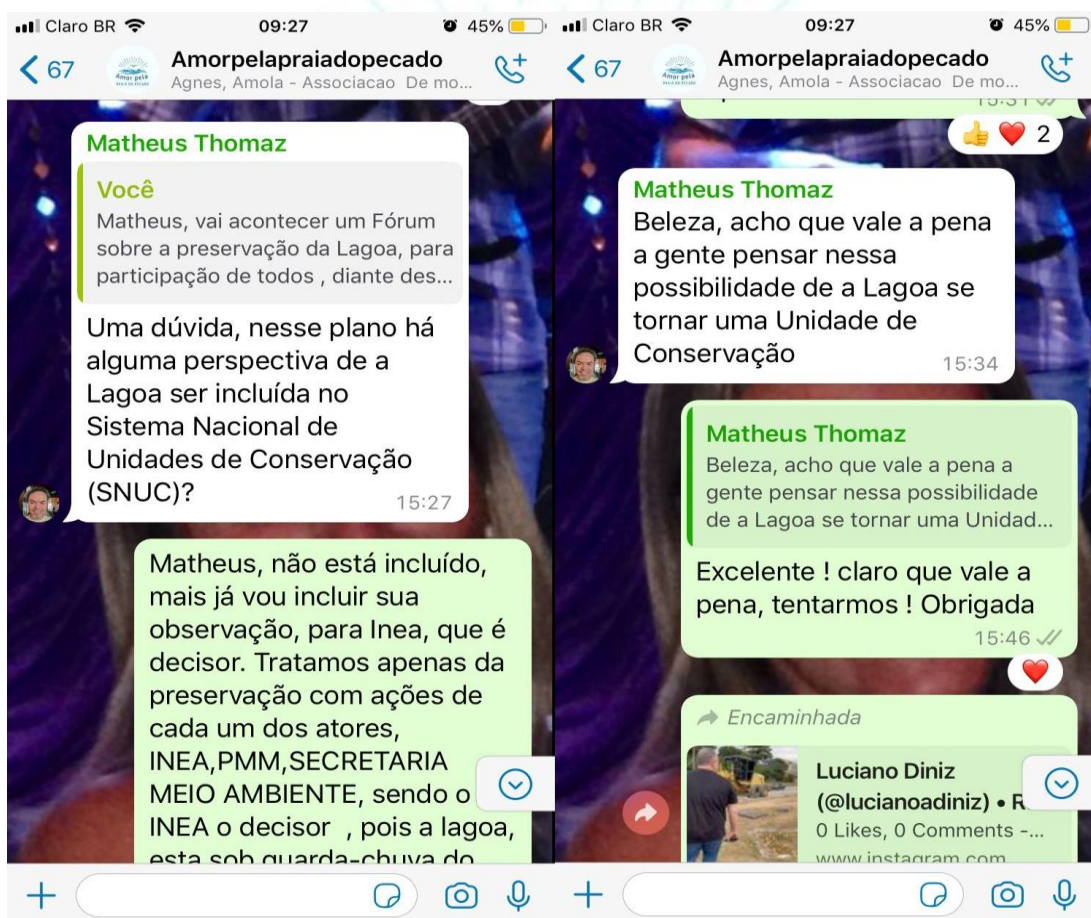 Claro BR
09:27
45%
67
Amorpelapraiadopecado
Agnes, Amola - Associacao De mo...
Matheus Thomaz
Você
Matheus, vai acontecer um Fórum
sobre a preservação da Lagoa, para
participação de todos , diante des...
Uma dúvida, nesse plano há
alguma perspectiva de a
Lagoa ser incluída no
Sistema Nacional de
Unidades de Conservação
(SNUC)?
15:27
Matheus, não está incluído,
mais já vou incluir sua
observação, para Inea, que é
decisor. Tratamos apenas da
preservação com ações de
cada um dos atores,
INEA,PMM,SECRETARIA
MEIO AMBIENTE, sendo o
INEA o decisor , pois a lagoa,
esta sob guarda-chuva do
Claro BR
09:27
45%
67
Amorpelapraiadopecado
Agnes, Amola - Associacao De mo...
15:31
2
Matheus Thomaz
Beleza, acho que vale a pena
a gente pensar nessa
possibilidade de a Lagoa se
tornar uma Unidade de
Conservação
15:34
Matheus Thomaz
Beleza, acho que vale a pena a
gente pensar nessa possibilidade
de a Lagoa se tornar uma Unidad...
Excelente ! claro que vale a
pena, tentarmos ! Obrigada
15:46
Encaminhada
Luciano Diniz
(@lucianoadiniz) • R
0 Likes, 0 Comments -...
www.instagram.com